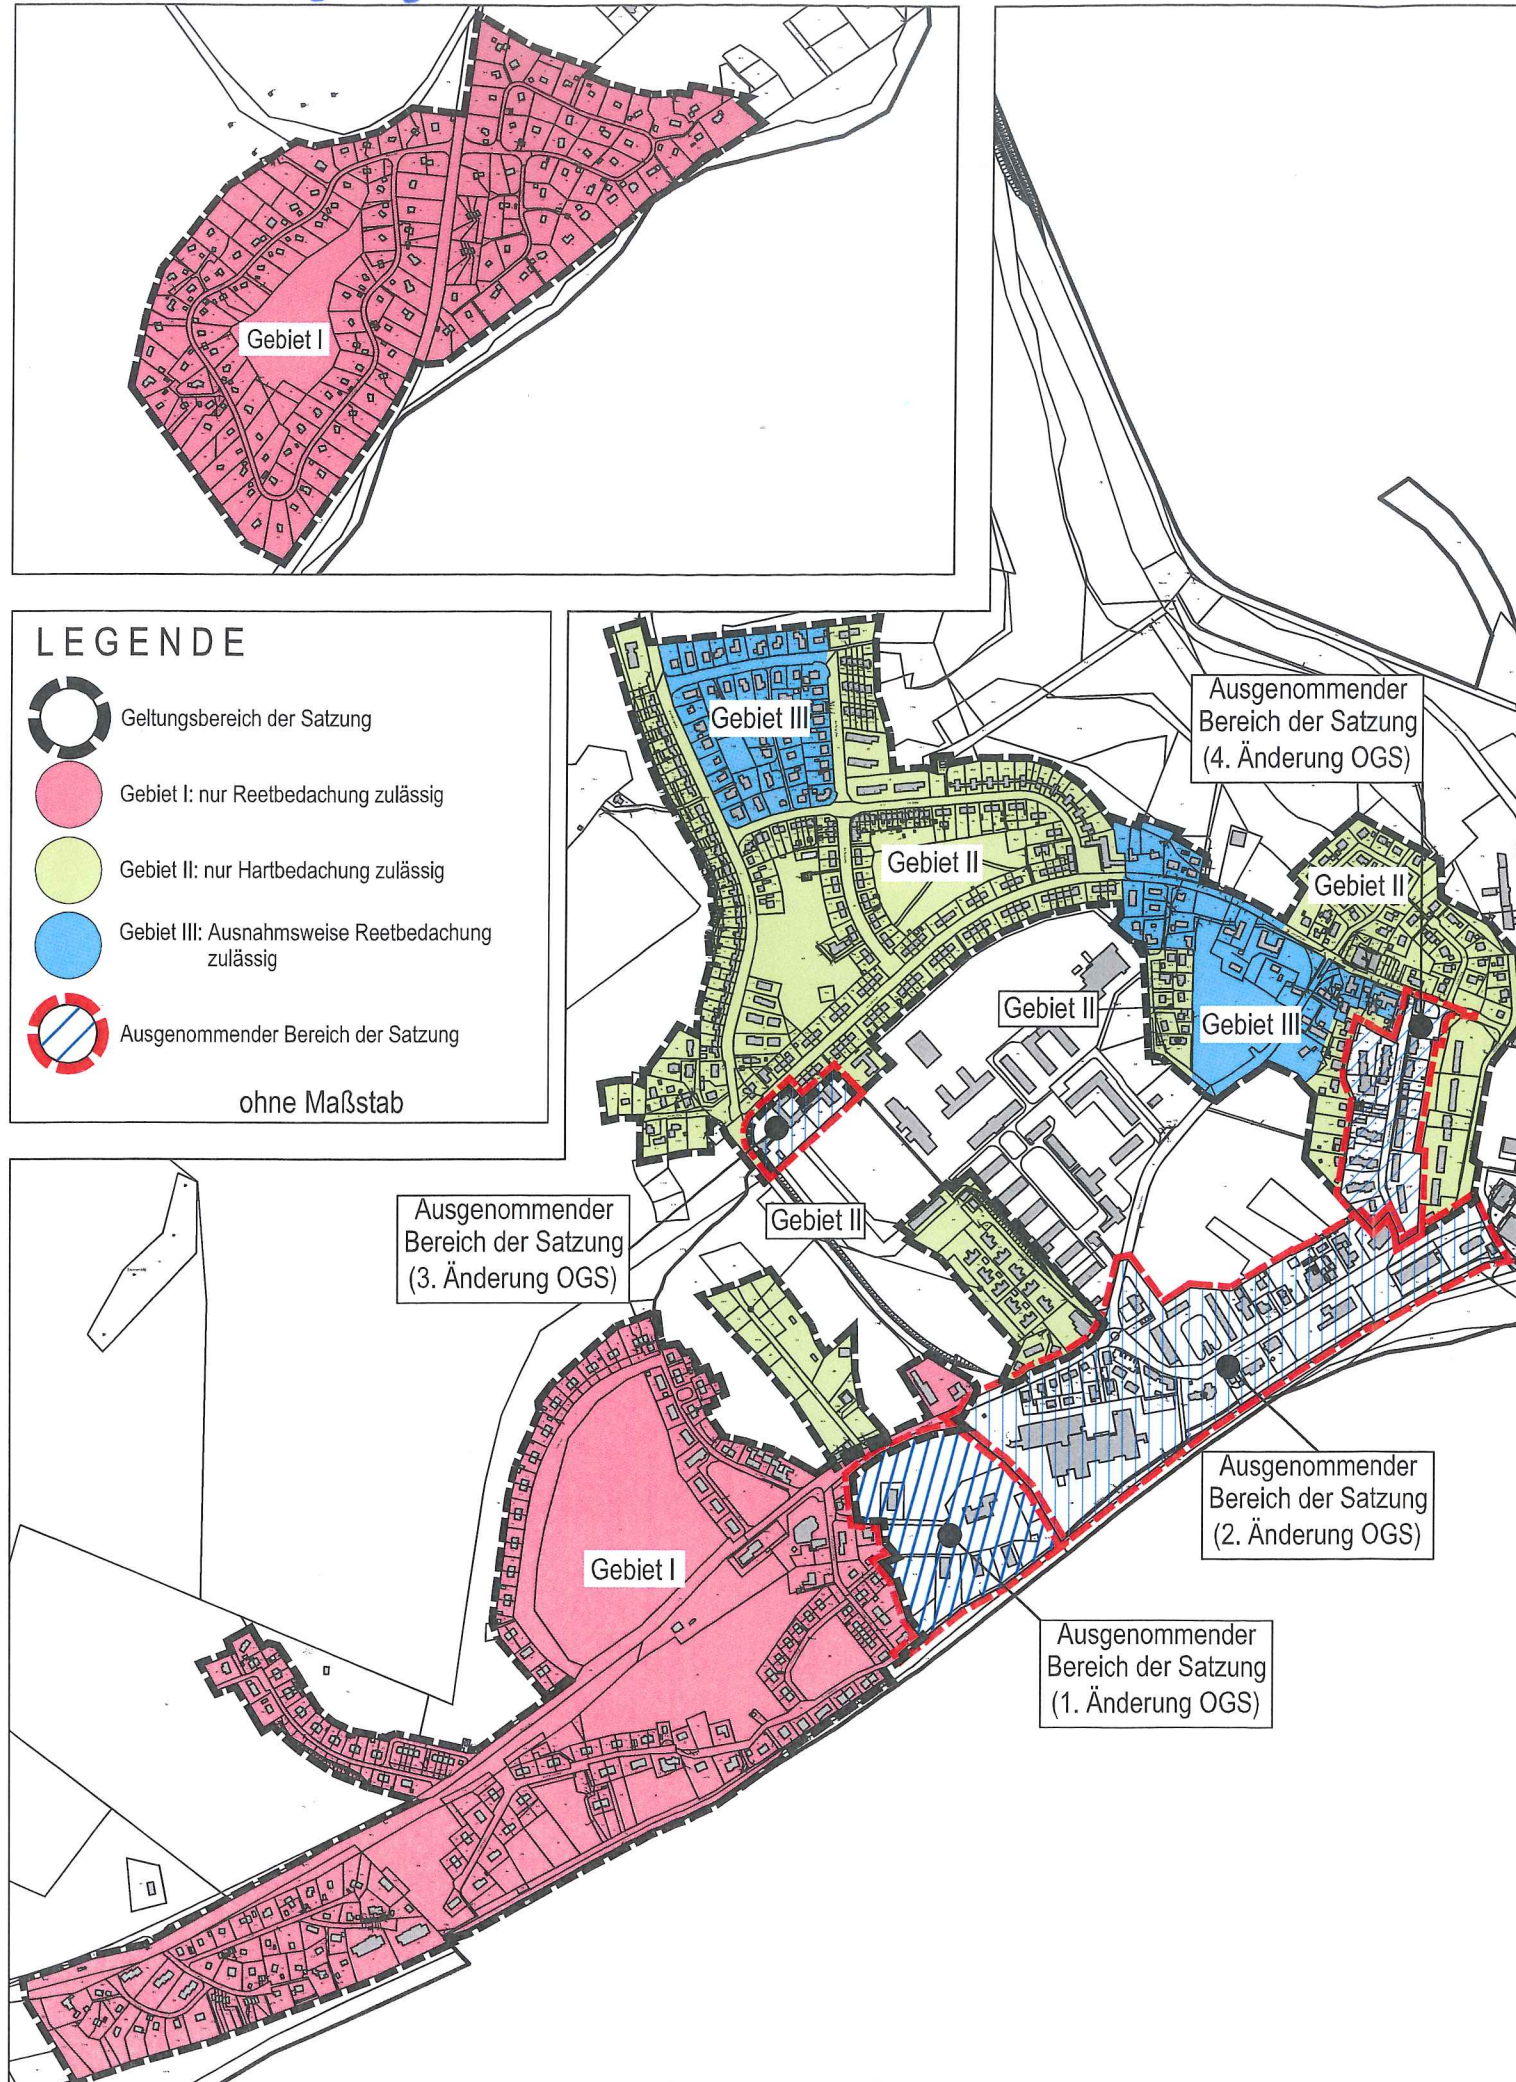 Gebiet I
LEGENDE
Geltungsbereich der Satzung
Gebiet I: nur Reetbedachung zulässig
Gebiet II: nur Hartbedachung zulässig
Gebiet III: Ausnahmsweise Reetbedachung
zulässig
Ausgenommender Bereich der Satzung
ohne Maßstab
Gebiet III
Ausgenommender
Bereich der Satzung
(4. Änderung OGS)
Gebiet II
Gebiet II
Gebiet II
Gebiet III
Ausgenommender
Bereich der Satzung
(3. Änderung OGS)
Gebiet II
Ausgenommender
Bereich der Satzung
(2. Änderung OGS)
Gebiet I
Ausgenommender
Bereich der Satzung
(1. Änderung OGS)